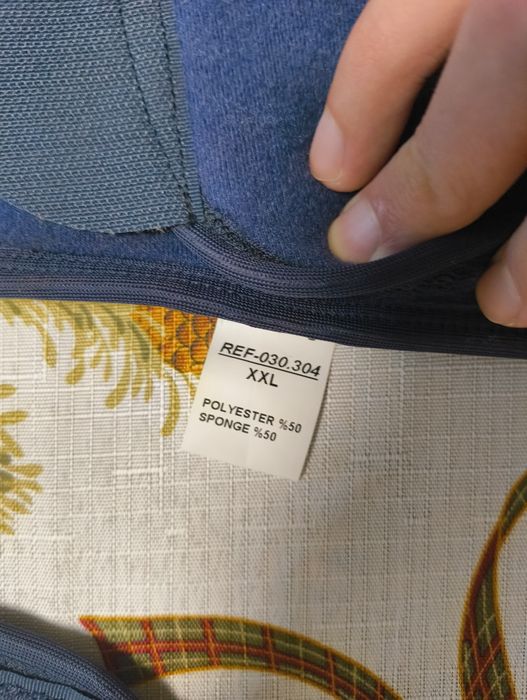 REF-030.304
XXL
POLYESTER %50
SPONGE %50